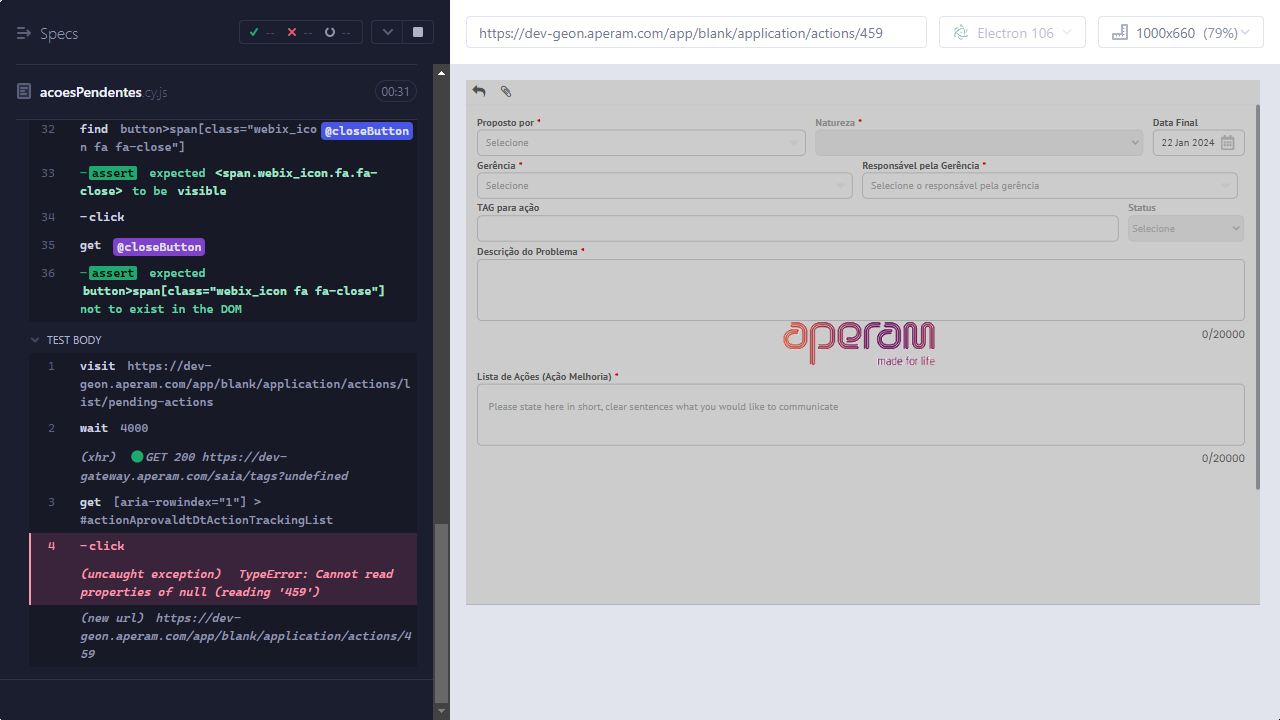 Specs
-- -- --
https://dev-geon.aperam.com/app/blank/application/actions/459
Electron 106
1000x660 (79%)
acoesPendentes.cy.js
00:31
32 find button>span[class="webix_ico @closeButton
n fa fa-close"]
33 -assert expected <span.webix_icon.fa.fa-
close> to be visible
34 -click
35 get @closeButton
36 -assert expected
button>span[class="webix_icon fa fa-close"]
not to exist in the DOM
TEST BODY
1 visit https://dev-
geon.aperam.com/app/blank/application/actions/l
ist/pending-actions
2 wait 4000
(xhr) GET 200 https://dev-
gateway.aperam.com/saia/tags?undefined
3 get [aria-rowindex="1"] >
#actionAprovaldtDtActionTrackingList
4 -click
(uncaught exception) TypeError: Cannot read
properties of null (reading '459')
(new url) https://dev-
geon.aperam.com/app/blank/application/actions/4
59
Proposto por * Natureza * Data Final
Selecione 22 Jan 2024
Gerência * Responsável pela Gerência *
Selecione Selecione o responsável pela gerência
TAG para ação Status
Selecione
Descrição do Problema *
aperam
made for life
0/20000
Lista de Ações (Ação Melhoria) *
Please state here in short, clear sentences what you would like to communicate
0/20000